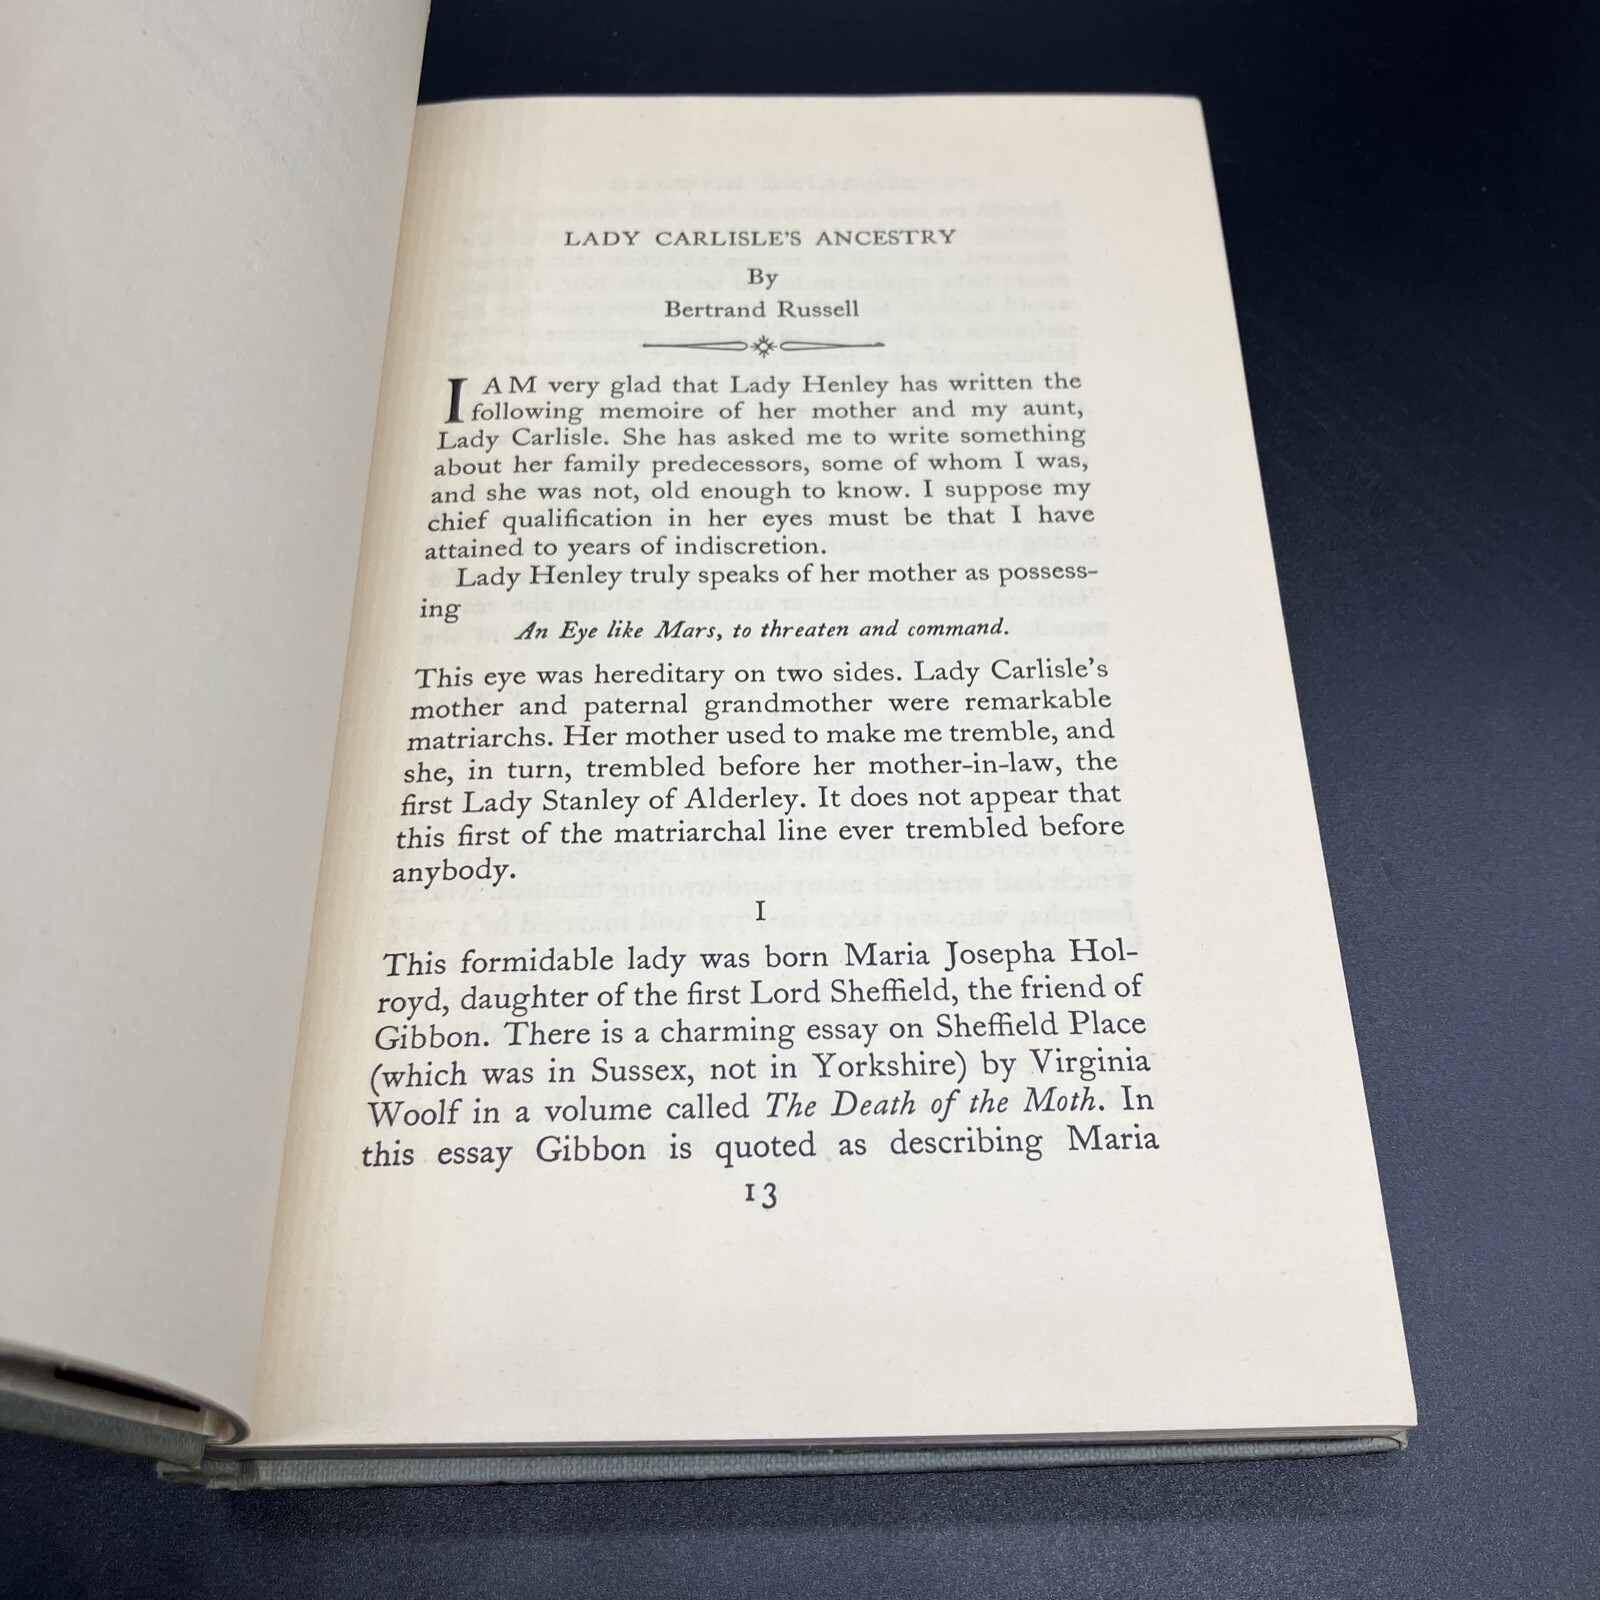 LADY CARLISLE'S ANCESTRY
By
Bertrand Russell
I AM very glad that Lady Henley has written the
following memoire of her mother and my aunt,
Lady Carlisle. She has asked me to write something
about her family predecessors, some of whom I was,
and she was not, old enough to know. I suppose my
chief qualification in her eyes must be that I have
attained to years of indiscretion.
Lady Henley truly speaks of her mother as possess-
ing
An Eye like Mars, to threaten and command.
This eye was hereditary on two sides. Lady Carlisle's
mother and paternal grandmother were remarkable
matriarchs. Her mother used to make me tremble, and
she, in turn, trembled before her mother-in-law, the
first Lady Stanley of Alderley. It does not appear that
this first of the matriarchal line ever trembled before
anybody.
I
This formidable lady was born Maria Josepha Hol-
royd, daughter of the first Lord Sheffield, the friend of
Gibbon. There is a charming essay on Sheffield Place
(which was in Sussex, not in Yorkshire) by Virginia
Woolf in a volume called The Death of the Moth. In
this essay Gibbon is quoted as describing Maria
13